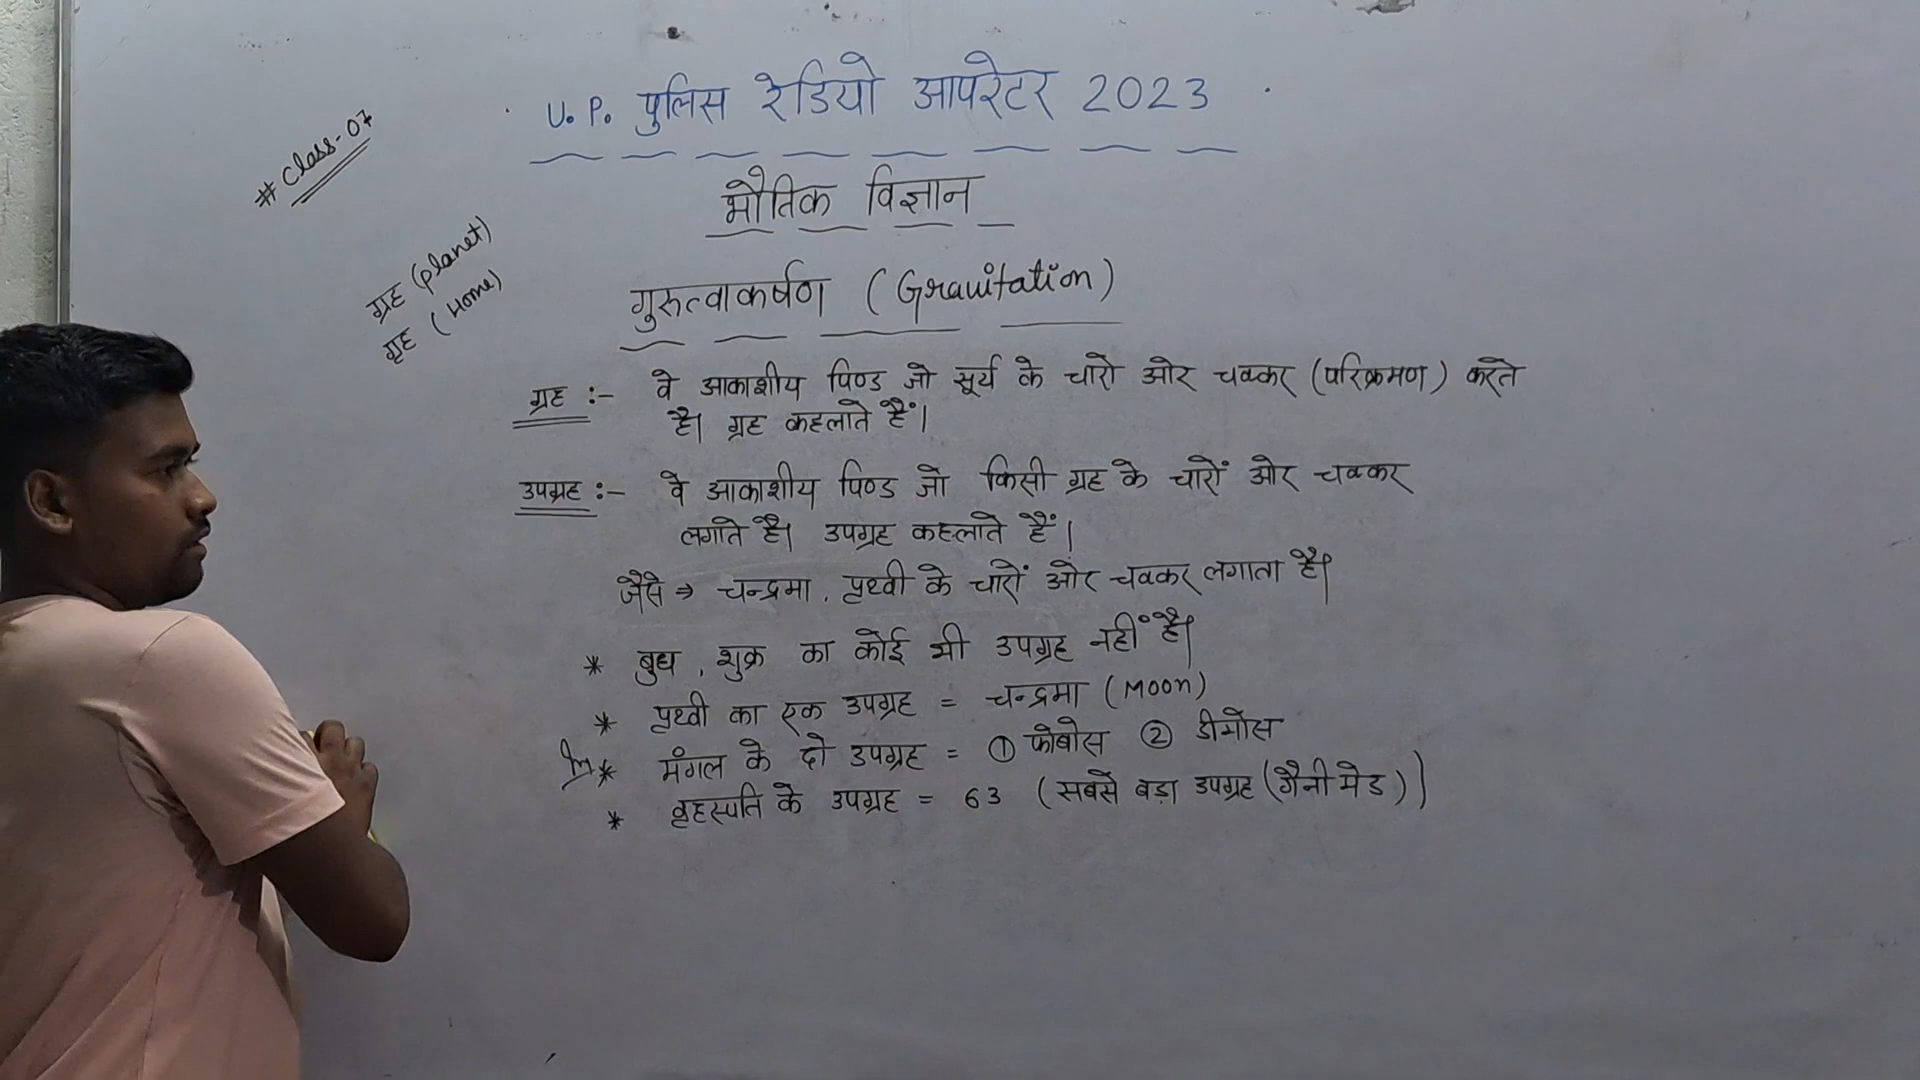 # Class-07
U.P. पुलिस रेडियो आपरेटर 2023
भौतिक विज्ञान
ग्रह (planet)
गृह (Home)
गुरुत्वाकर्षण (Gravitation)
ग्रह :- वे आकाशीय पिण्ड जो सूर्य के चारो ओर चक्कर (परिक्रमण) करते
है। ग्रह कहलाते हैं।
उपग्रह :- वे आकाशीय पिण्ड जो किसी ग्रह के चारों ओर चक्कर
लगाते है। उपग्रह कहलाते हैं।
जैसे ⇒ चन्द्रमा, पृथ्वी के चारों ओर चक्कर लगाता है।
* बुध, शुक्र का कोई भी उपग्रह नहीं है।
* पृथ्वी का एक उपग्रह = चन्द्रमा (Moon)
* मंगल के दो उपग्रह = ① फोबोस ② डीमोस
* बृहस्पति के उपग्रह = 63 (सबसे बड़ा उपग्रह (गैनीमेड))